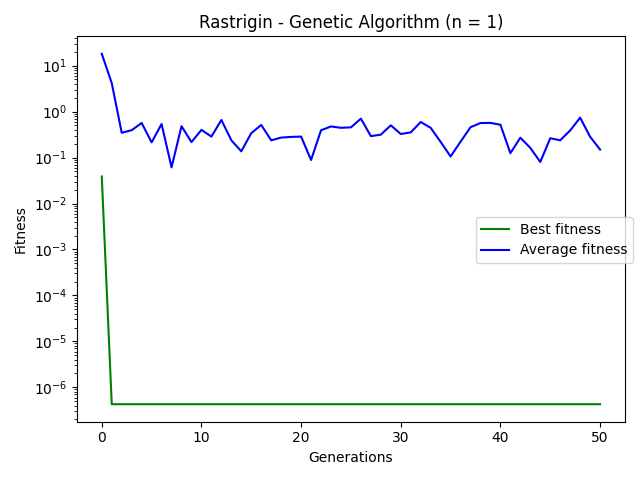 Rastrigin - Genetic Algorithm (n = 1)
Fitness
10¹
10⁰
10⁻¹
10⁻²
10⁻³
10⁻⁴
10⁻⁵
10⁻⁶
Best fitness
Average fitness
0 10 20 30 40 50
Generations